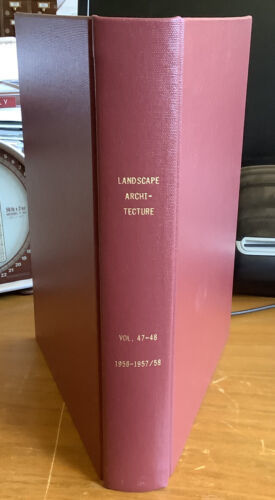 LANDSCAPE
ARCHI-
TECTURE
VOL. 47-48
1956-1957/58